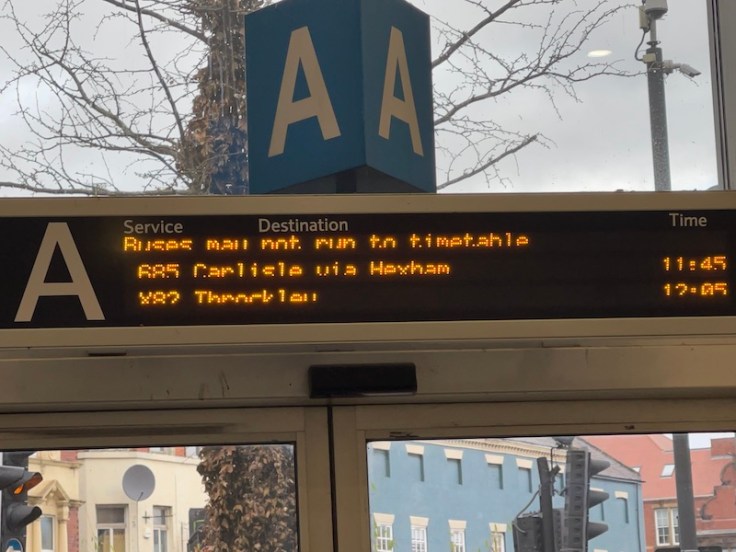 A A
A
Service Destination Time
Buses may not run to timetable
685 Carlisle via Hexham 11:45
X82 Throckley 12:05